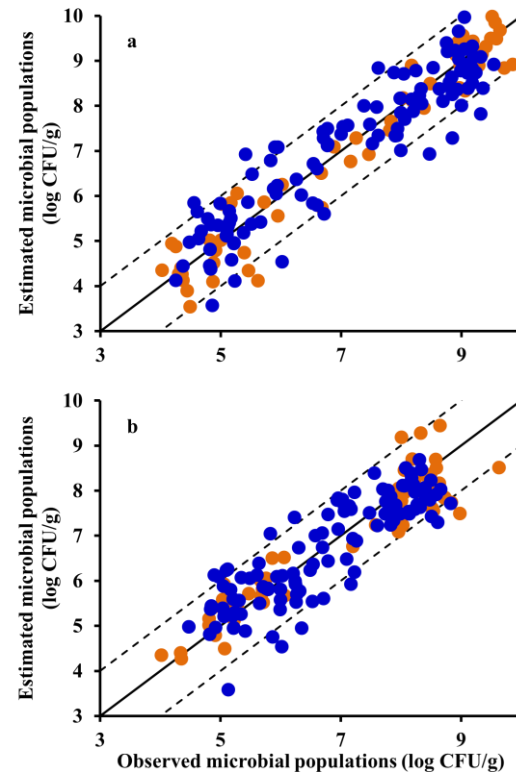 a
Estimated microbial populations
(log CFU/g)
10
9
8
7
6
5
4
3
3 5 7 9
b
Estimated microbial populations
(log CFU/g)
10
9
8
7
6
5
4
3
3 5 7 9
Observed microbial populations (log CFU/g)